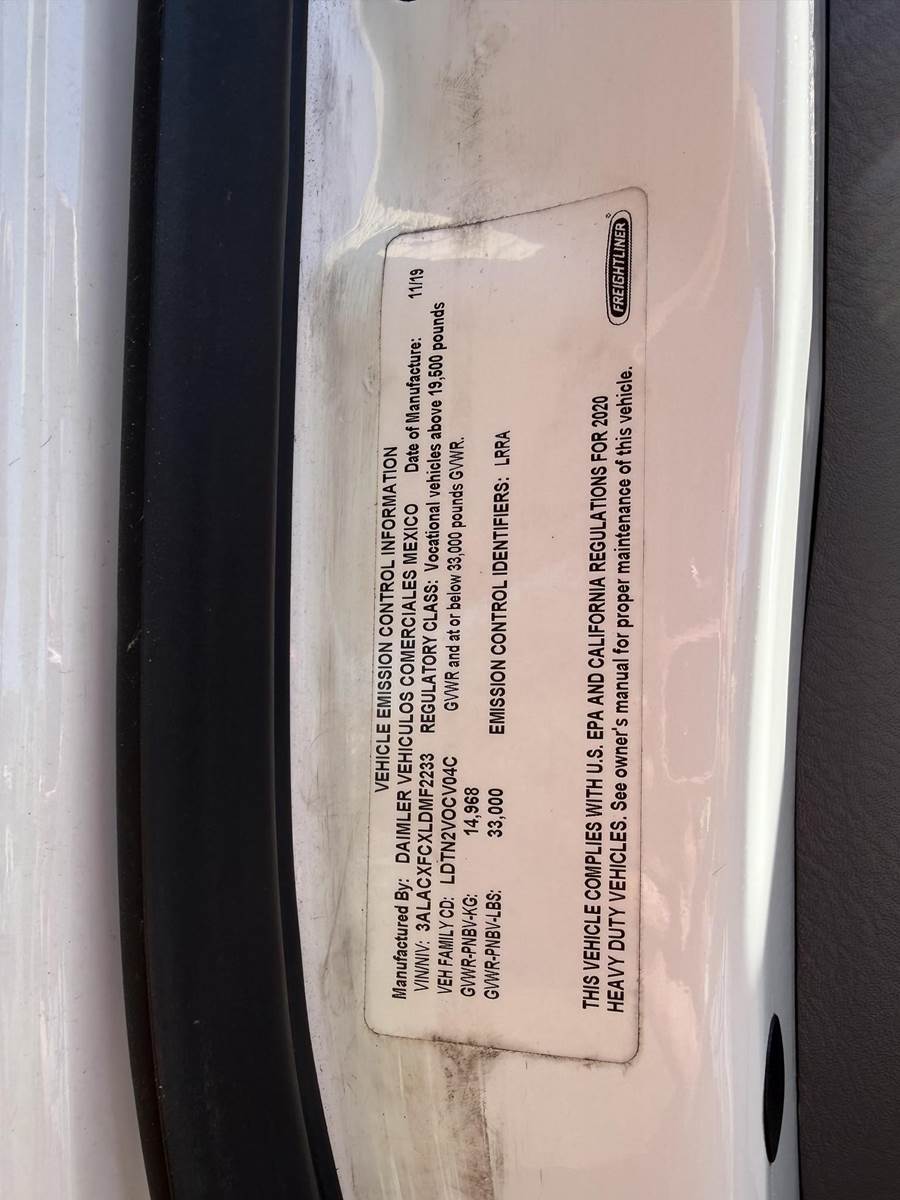 VEHICLE EMISSION CONTROL INFORMATION
Manufactured By: DAIMLER VEHICULOS COMERCIALES MEXICO Date of Manufacture: 11/19
VIN/NIV: 3ALACXFCXLDMF2233 REGULATORY CLASS: Vocational vehicles above 19,500 pounds
VEH FAMILY CD: LDTN2VOCV04C GVWR and at or below 33,000 pounds GVWR.
GVWR-PNBV-KG: 14,968
GVWR-PNBV-LBS: 33,000 EMISSION CONTROL IDENTIFIERS: LRRA
THIS VEHICLE COMPLIES WITH U.S. EPA AND CALIFORNIA REGULATIONS FOR 2020
HEAVY DUTY VEHICLES. See owner's manual for proper maintenance of this vehicle.
FREIGHTLINER